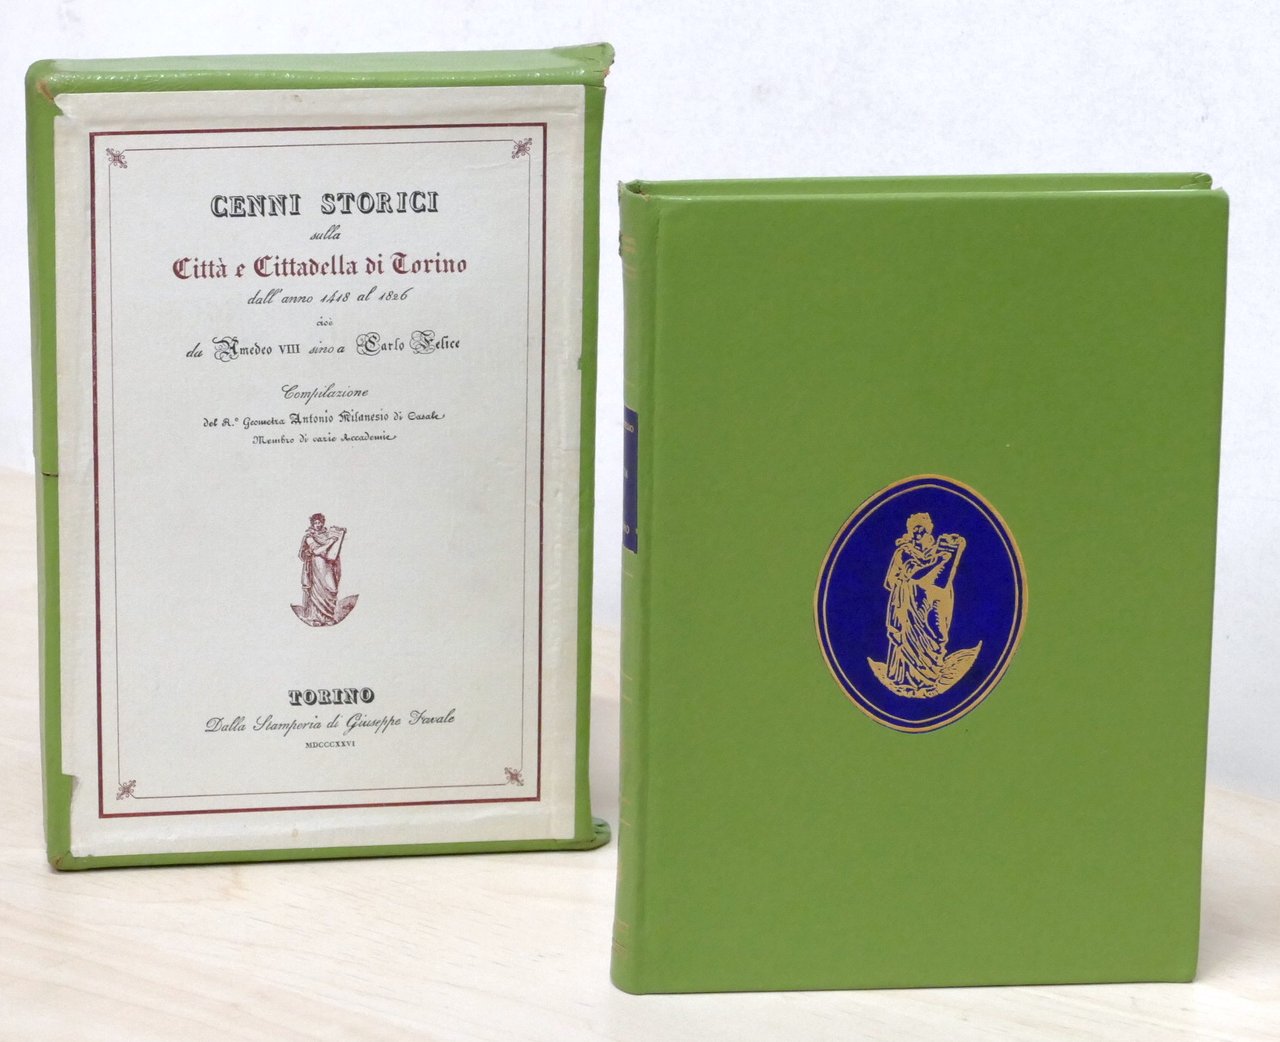 CENNI STORICI
sulla
Città e Cittadella di Torino
dall'anno 1418 al 1826
cioè
da Amedeo VIII sino a Carlo Felice
Compilazione
del R.º Geometra Antonio Milanesio di Casale
Membro di varie Accademie
TORINO
Dalla Stamperia di Giuseppe Favale
MDCCCXXVI